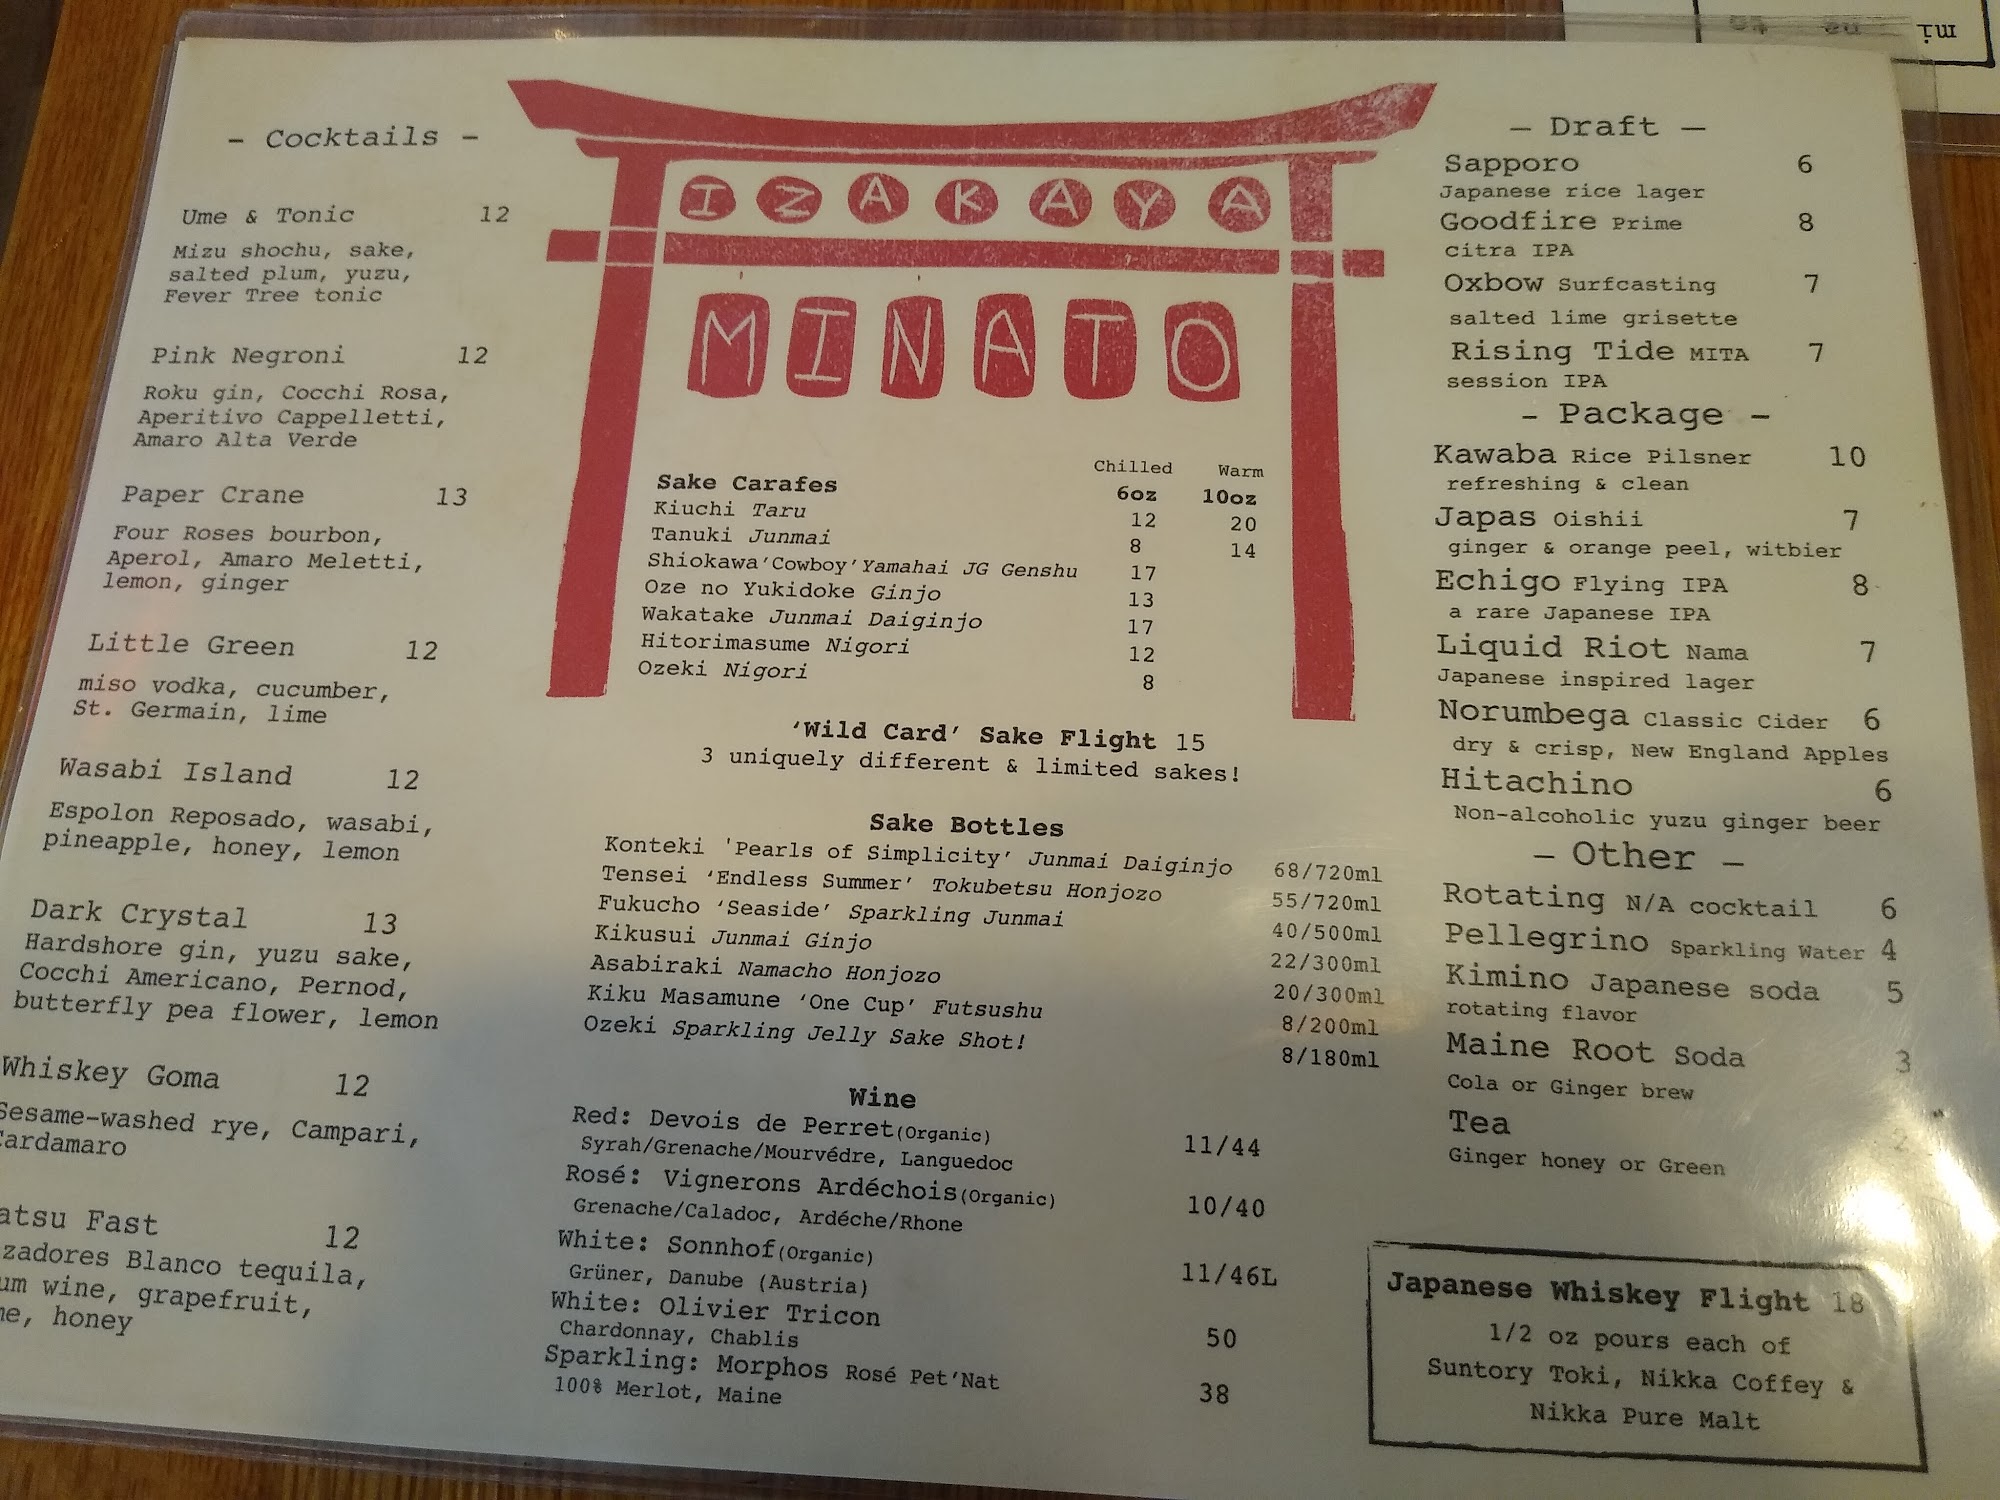 - Cocktails -
Ume & Tonic 12
Mizu shochu, sake,
salted plum, yuzu,
Fever Tree tonic
Pink Negroni 12
Roku gin, Cocchi Rosa,
Aperitivo Cappelletti,
Amaro Alta Verde
Paper Crane 13
Four Roses bourbon,
Aperol, Amaro Meletti,
lemon, ginger
Little Green 12
miso vodka, cucumber,
St. Germain, lime
Wasabi Island 12
Espolon Reposado, wasabi,
pineapple, honey, lemon
Dark Crystal 13
Hardshore gin, yuzu sake,
Cocchi Americano, Pernod,
butterfly pea flower, lemon
Whiskey Goma 12
Sesame-washed rye, Campari,
Cardamaro
Fast 12
Blanco tequila,
wine, grapefruit,
honey
IZAKAYA
MINATO
Chilled Warm
Sake Carafes 6oz 10oz
Kiuchi Taru 12 20
Tanuki Junmai 8 14
Shiokawa'Cowboy'Yamahai JG Genshu 17
Oze no Yukidoke Ginjo 13
Wakatake Junmai Daiginjo 17
Hitorimasume Nigori 12
Ozeki Nigori 8
'Wild Card' Sake Flight 15
3 uniquely different & limited sakes!
Sake Bottles
Konteki 'Pearls of Simplicity' Junmai Daiginjo 68/720ml
Tensei 'Endless Summer' Tokubetsu Honjozo 55/720ml
Fukucho 'Seaside' Sparkling Junmai 40/500ml
Kikusui Junmai Ginjo 22/300ml
Asabiraki Namacho Honjozo 20/300ml
Kiku Masamune 'One Cup' Futsushu 8/200ml
Ozeki Sparkling Jelly Sake Shot! 8/180ml
Wine
Red: Devois de Perret(Organic) 11/44
Syrah/Grenache/Mourvédre, Languedoc
Rosé: Vignerons Ardéchois(Organic) 10/40
Grenache/Caladoc, Ardéche/Rhone
White: Sonnhof(Organic) 11/46L
Grüner, Danube (Austria)
White: Olivier Tricon 50
Chardonnay, Chablis
Sparkling: Morphos Rosé Pet'Nat 38
100% Merlot, Maine
- Draft -
Sapporo 6
Japanese rice lager
Goodfire Prime 8
citra IPA
Oxbow Surfcasting 7
salted lime grisette
Rising Tide MITA 7
session IPA
- Package -
Kawaba Rice Pilsner 10
refreshing & clean
Japas Oishii 7
ginger & orange peel, witbier
Echigo Flying IPA 8
a rare Japanese IPA
Liquid Riot Nama 7
Japanese inspired lager
Norumbega Classic Cider 6
dry & crisp, New England Apples
Hitachino 6
Non-alcoholic yuzu ginger beer
- Other -
Rotating N/A cocktail 6
Pellegrino Sparkling Water 4
Kimino Japanese soda 5
rotating flavor
Maine Root Soda 3
Cola or Ginger brew
Tea 2
Ginger honey or Green
Japanese Whiskey Flight 18
1/2 oz pours each of
Suntory Toki, Nikka Coffey &
Nikka Pure Malt
mi na to